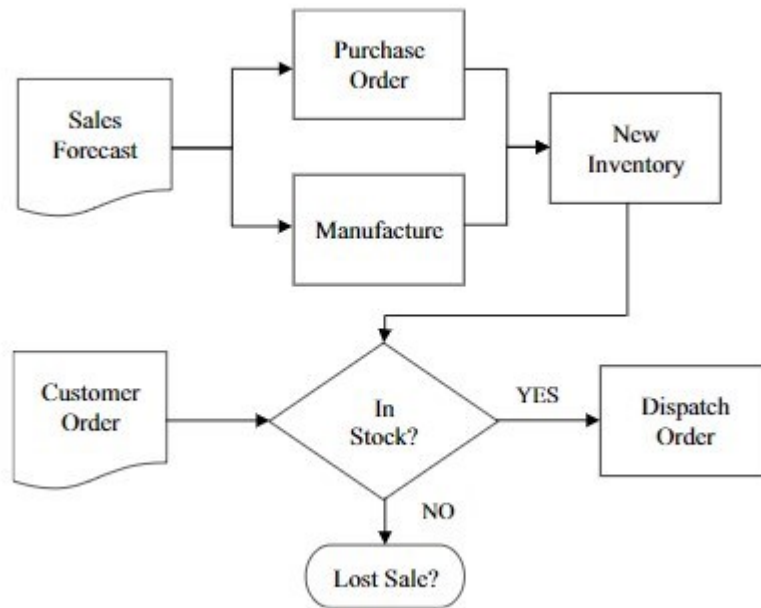 Purchase
Order
Sales
Forecast
New
Inventory
Manufacture
Customer
Order
In
Stock?
YES
Dispatch
Order
NO
Lost Sale?